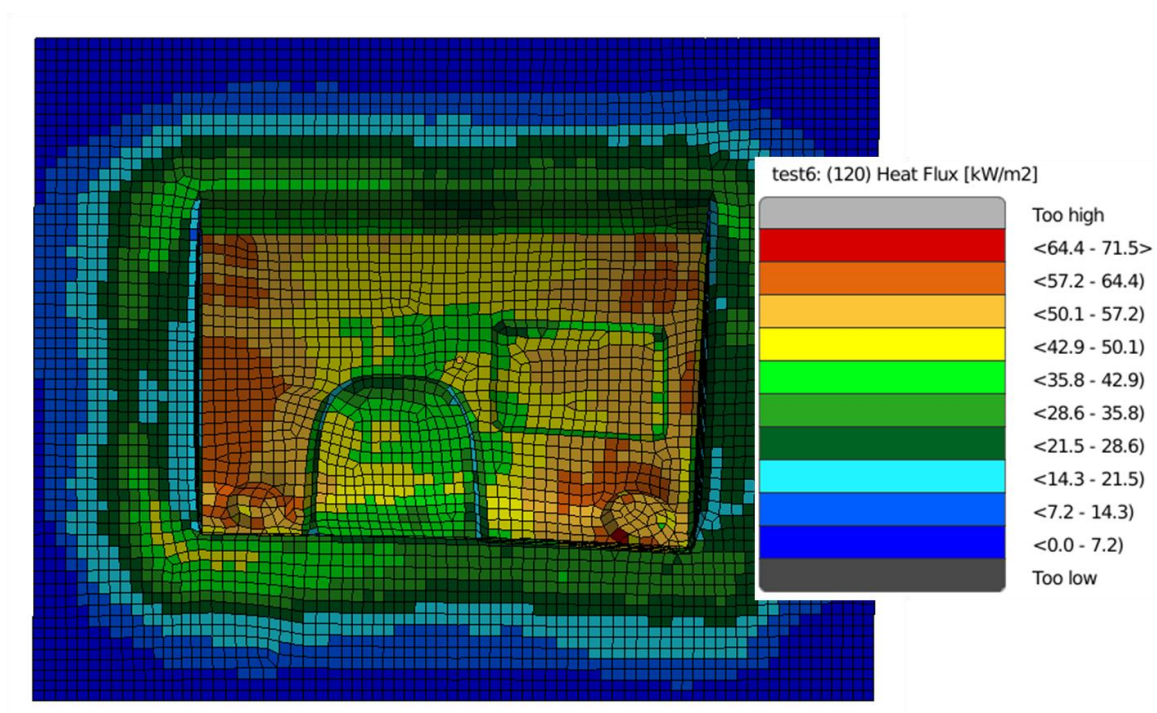 test6: (120) Heat Flux [kW/m2]
Too high
<64.4 - 71.5>
<57.2 - 64.4)
<50.1 - 57.2)
<42.9 - 50.1)
<35.8 - 42.9)
<28.6 - 35.8)
<21.5 - 28.6)
<14.3 - 21.5)
<7.2 - 14.3)
<0.0 - 7.2)
Too low